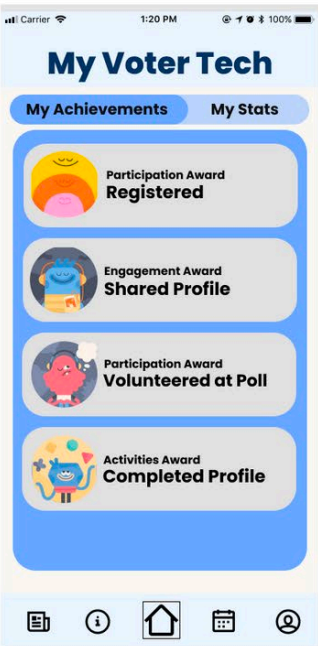 Carrier 1:20 PM 100%
My Voter Tech
My Achievements My Stats
Participation Award
Registered
Engagement Award
Shared Profile
Participation Award
Volunteered at Poll
Activities Award
Completed Profile